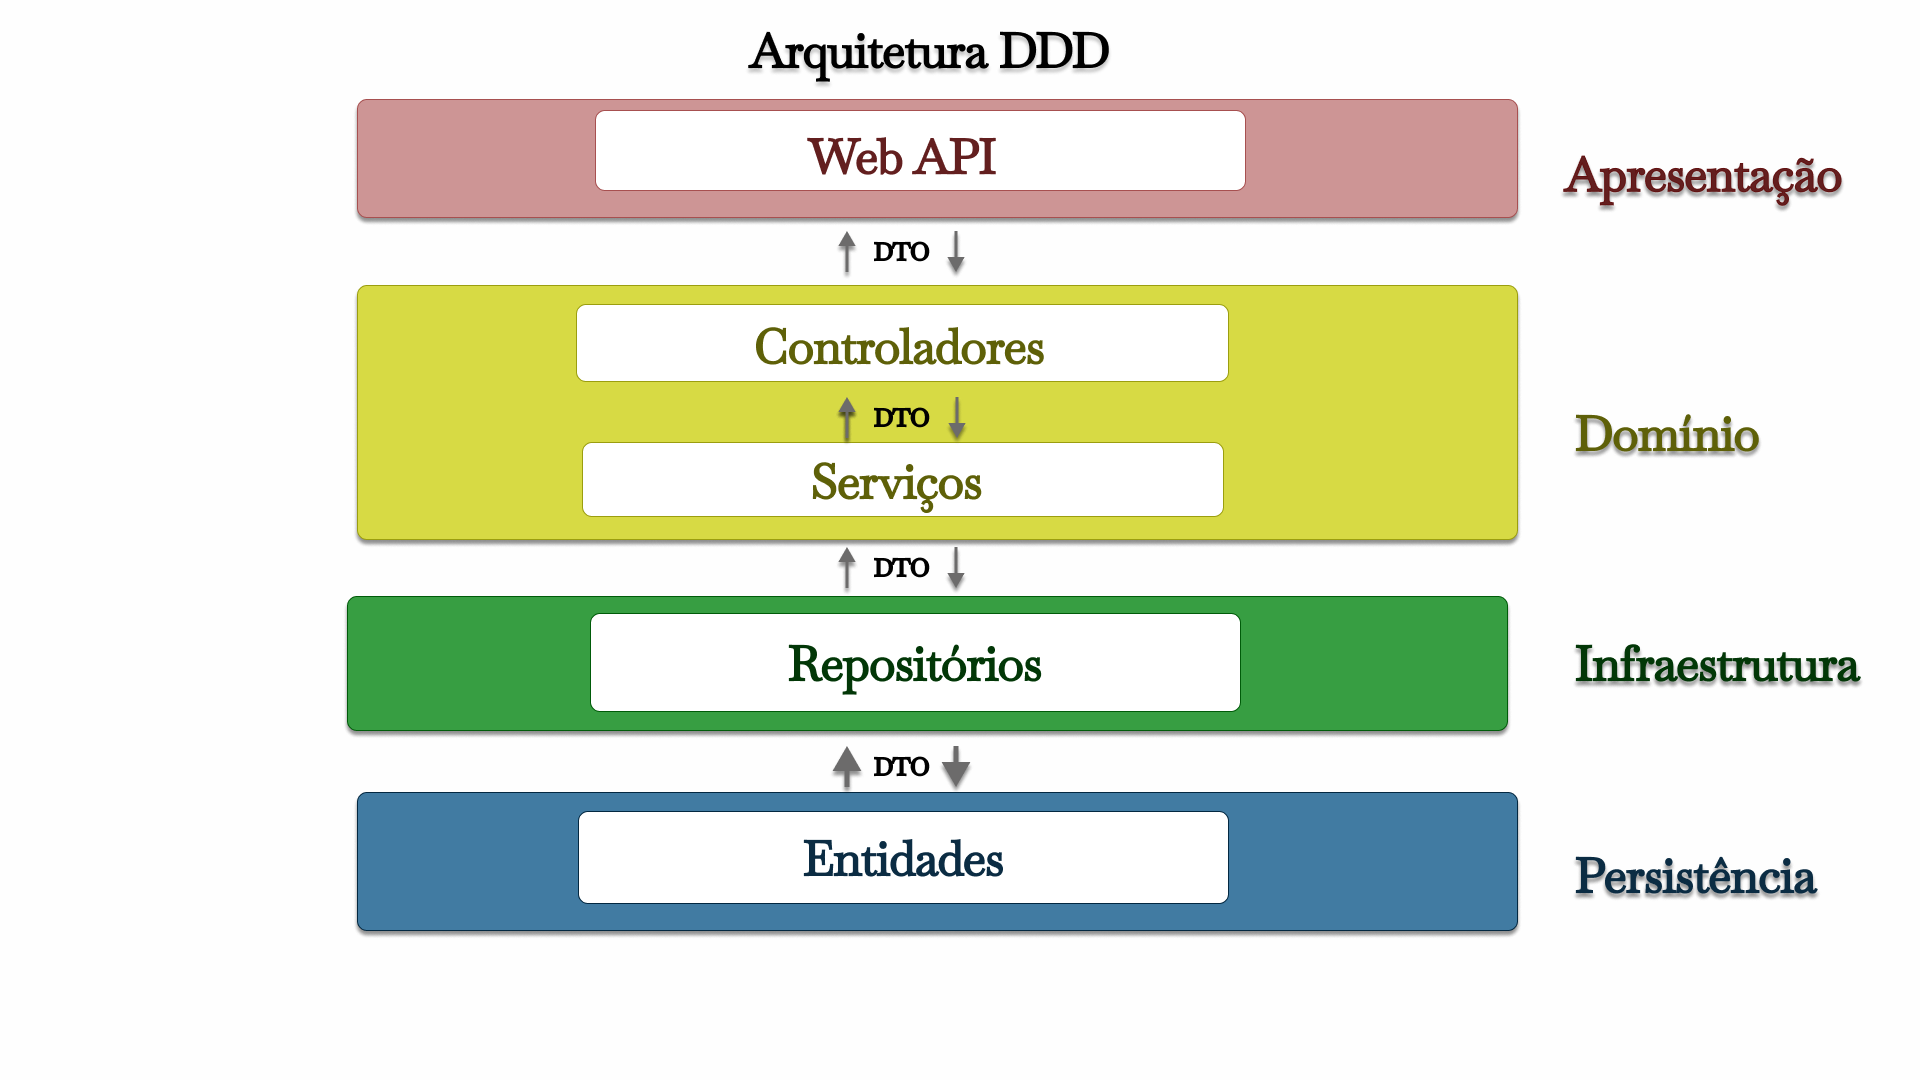 Arquitetura DDD
Web API
Apresentação
DTO
Controladores
DTO
Domínio
Serviços
DTO
Repositórios
Infraestrutura
DTO
Entidades
Persistência